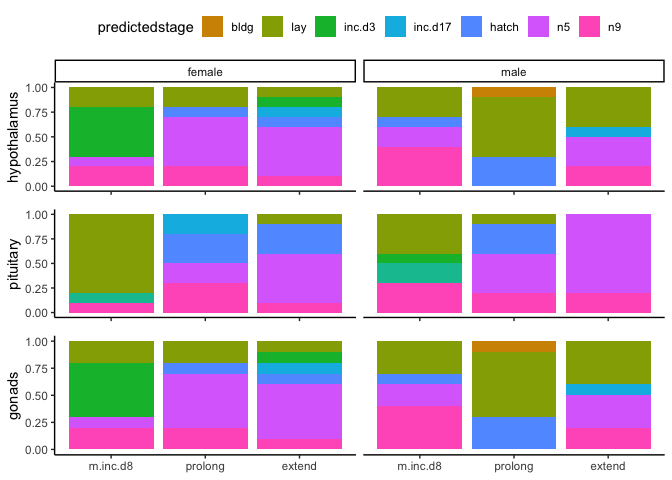 predictedstage bldg lay inc.d3 inc.d17 hatch n5 n9
female male
hypothalamus
1.00
0.75
0.50
0.25
0.00
pituitary
1.00
0.75
0.50
0.25
0.00
gonads
1.00
0.75
0.50
0.25
0.00
m.inc.d8 prolong extend m.inc.d8 prolong extend